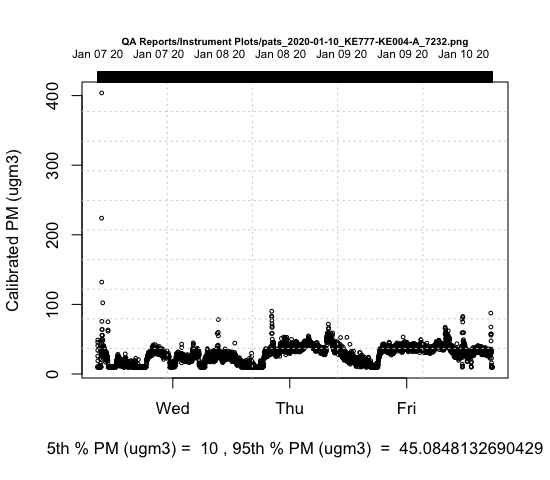 QA Reports/Instrument Plots/pats_2020-01-10_KE777-KE004-A_7232.png
Jan 07 20 Jan 07 20 Jan 08 20 Jan 08 20 Jan 09 20 Jan 09 20 Jan 10 20
Calibrated PM (ugm3)
400
300
200
100
0
Wed Thu Fri
5th % PM (ugm3) = 10 , 95th % PM (ugm3) = 45.0848132690429